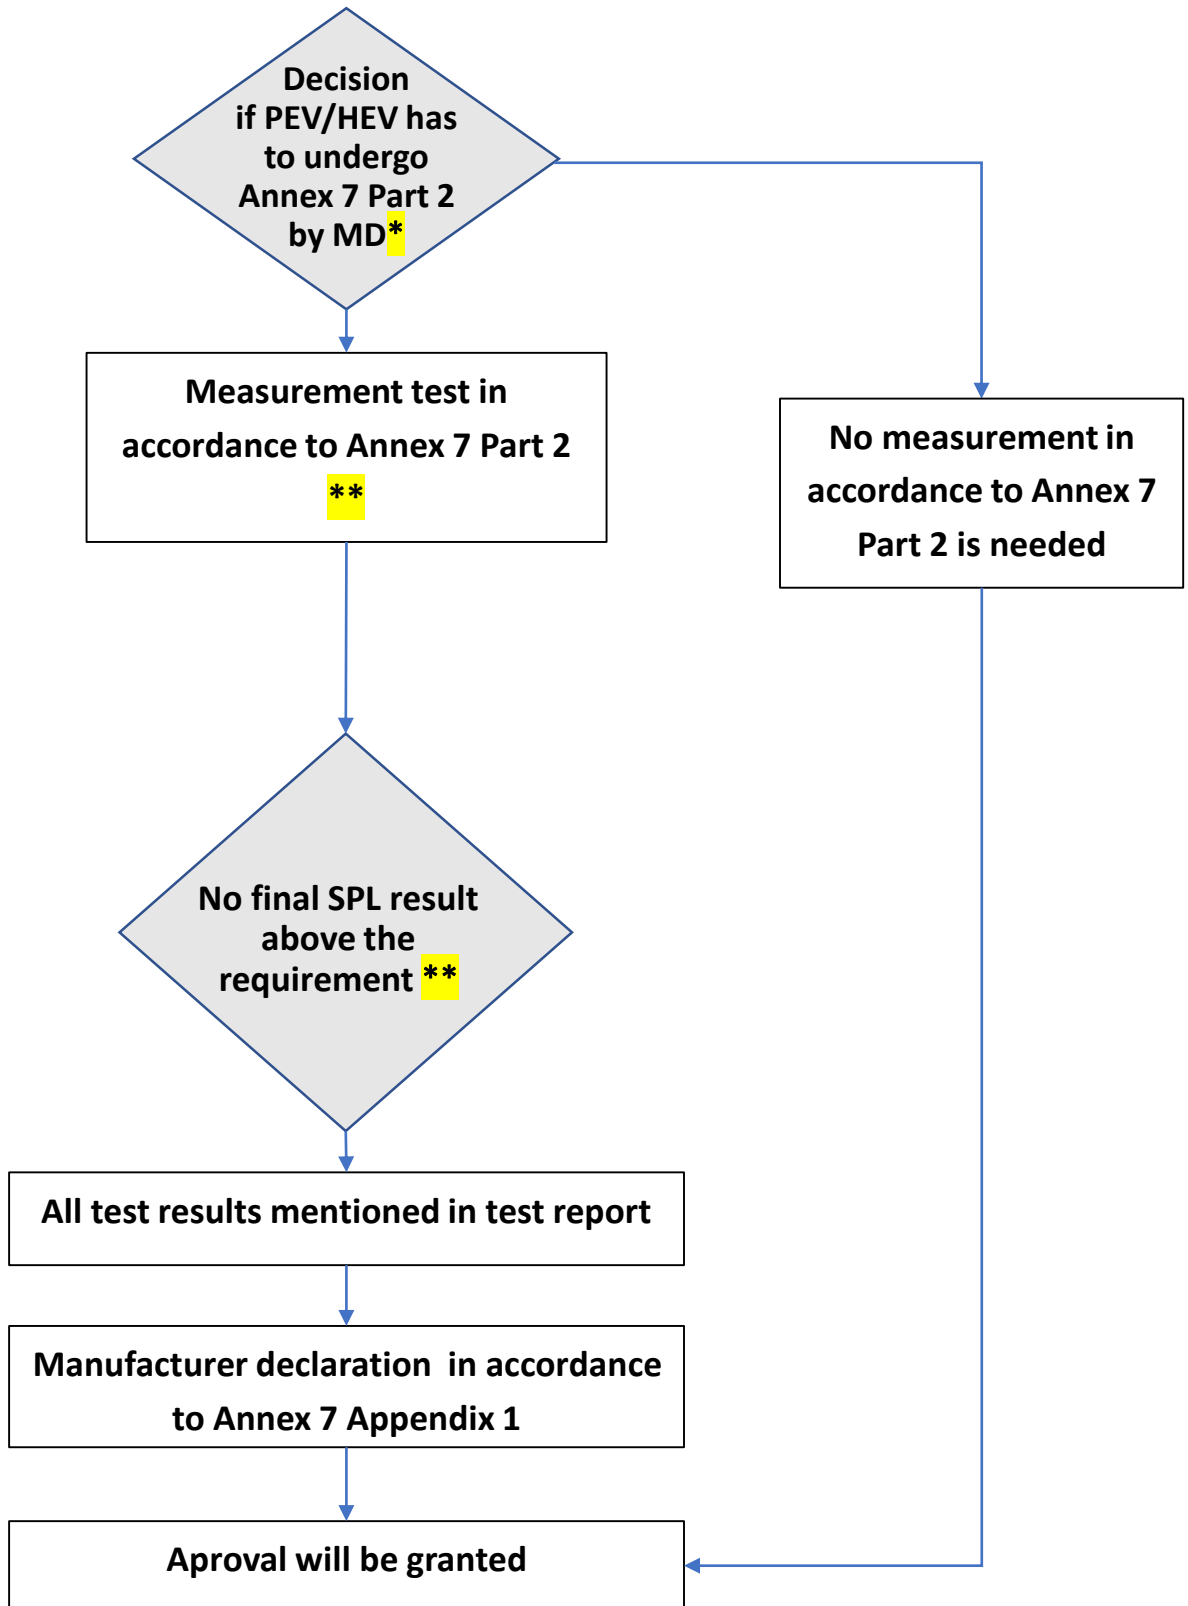 Decision
if PEV/HEV has
to undergo
Annex 7 Part 2
by MD*
Measurement test in
accordance to Annex 7 Part 2
**
No measurement in
accordance to Annex 7
Part 2 is needed
No final SPL result
above the
requirement **
All test results mentioned in test report
Manufacturer declaration  in accordance
to Annex 7 Appendix 1
Aproval will be granted